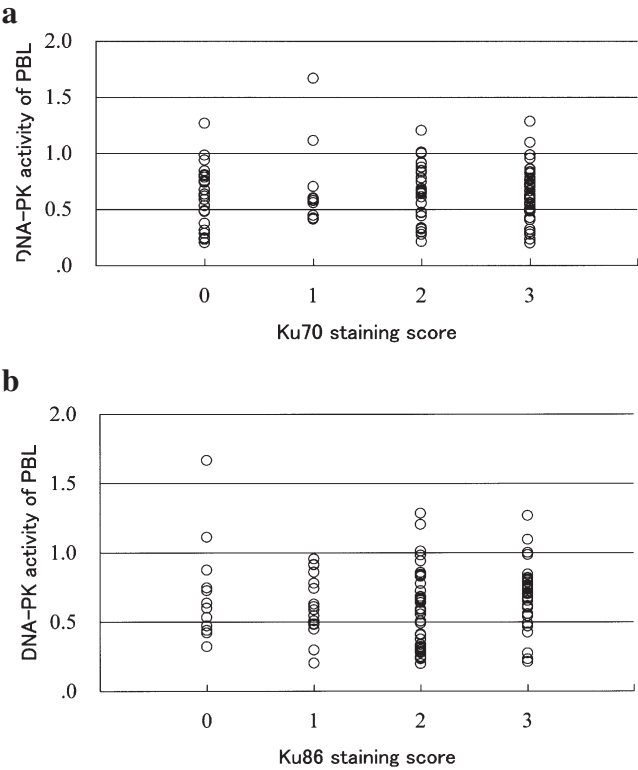 a
DNA-PK activity of PBL
2.0
1.5
1.0
0.5
.0
0 1 2 3
Ku70 staining score
b
DNA-PK activity of PBL
2.0
1.5
1.0
0.5
.0
0 1 2 3
Ku86 staining score